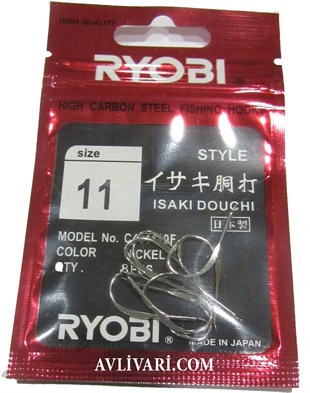 HIGH QUALITY
RYOBI®
HIGH CARBON STEEL FISHING HOOKS
size
11
STYLE
イサキ胴打
ISAKI DOUCHI
日本製
MODEL No.
COLOR NICKEL
QTY.
RYOBI®
MADE IN JAPAN
AVLIVARI.COM